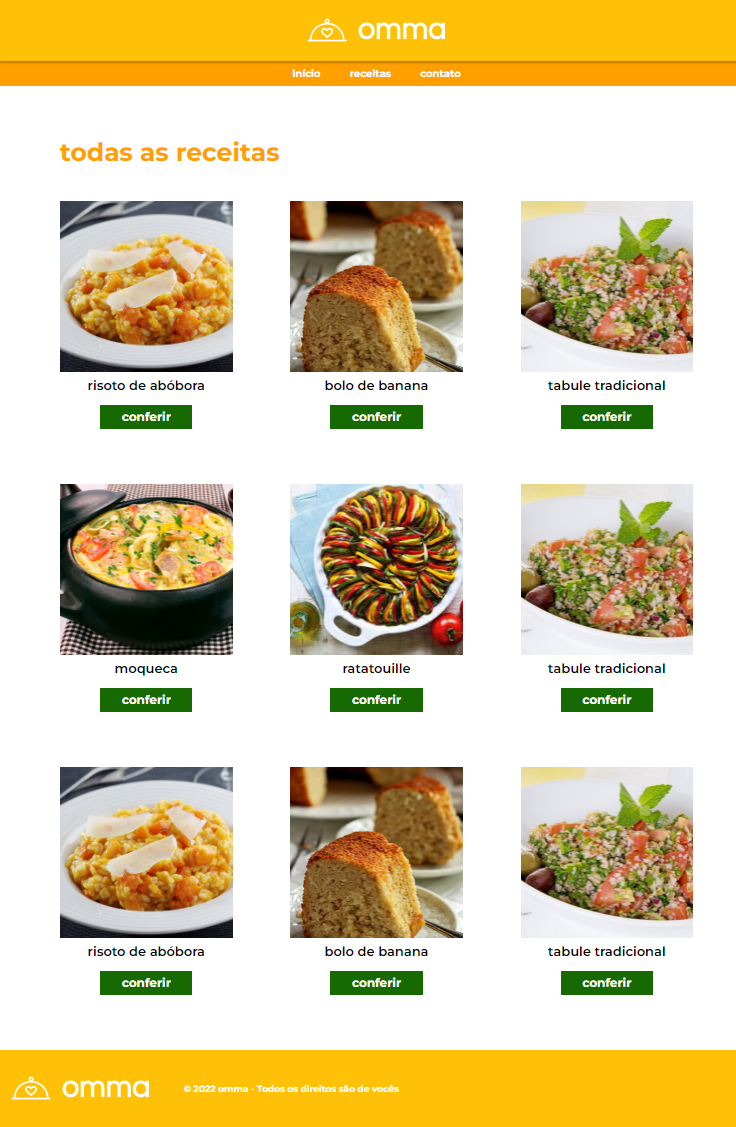 omma
início receitas contato
todas as receitas
risoto de abóbora bolo de banana tabule tradicional
conferir conferir conferir
moqueca ratatouille tabule tradicional
conferir conferir conferir
risoto de abóbora bolo de banana tabule tradicional
conferir conferir conferir
omma © 2022 omma - Todos os direitos são de vocês